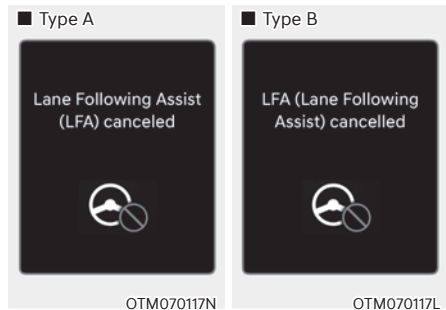 ■ Type A
Lane Following Assist
(LFA) canceled
OTM070117N
■ Type B
LFA (Lane Following
Assist) cancelled
OTM070117L